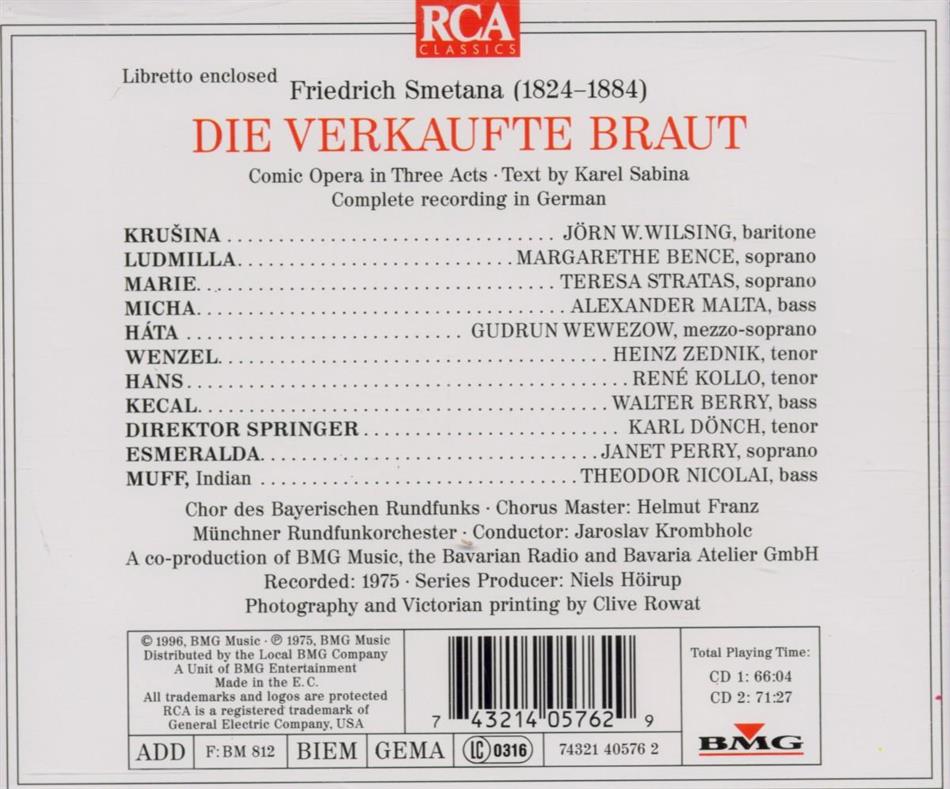 RCA
CLASSICS
Libretto enclosed
Friedrich Smetana (1824–1884)
DIE VERKAUFTE BRAUT
Comic Opera in Three Acts · Text by Karel Sabina
Complete recording in German
KRUŠINA ................................ JÖRN W. WILSING, baritone
LUDMILLA............................ MARGARETHE BENCE, soprano
MARIE.................................... TERESA STRATAS, soprano
MICHA..................................... ALEXANDER MALTA, bass
HÁTA ............................ GUDRUN WEWEZOW, mezzo-soprano
WENZEL...................................... HEINZ ZEDNIK, tenor
HANS........................................... RENÉ KOLLO, tenor
KECAL........................................ WALTER BERRY, bass
DIREKTOR SPRINGER ............................ KARL DÖNCH, tenor
ESMERALDA................................. JANET PERRY, soprano
MUFF, Indian ............................... THEODOR NICOLAI, bass
Chor des Bayerischen Rundfunks · Chorus Master: Helmut Franz
Münchner Rundfunkorchester · Conductor: Jaroslav Krombholc
A co-production of BMG Music, the Bavarian Radio and Bavaria Atelier GmbH
Recorded: 1975 · Series Producer: Niels Höirup
Photography and Victorian printing by Clive Rowat
© 1996, BMG Music · ℗ 1975, BMG Music
Distributed by the Local BMG Company
A Unit of BMG Entertainment
Made in the E. C.
All trademarks and logos are protected
RCA is a registered trademark of
General Electric Company, USA
7 43214 05762 9
Total Playing Time:
CD 1: 66:04
CD 2: 71:27
BMG
ADD F: BM 812 BIEM GEMA LC 0316 74321 40576 2